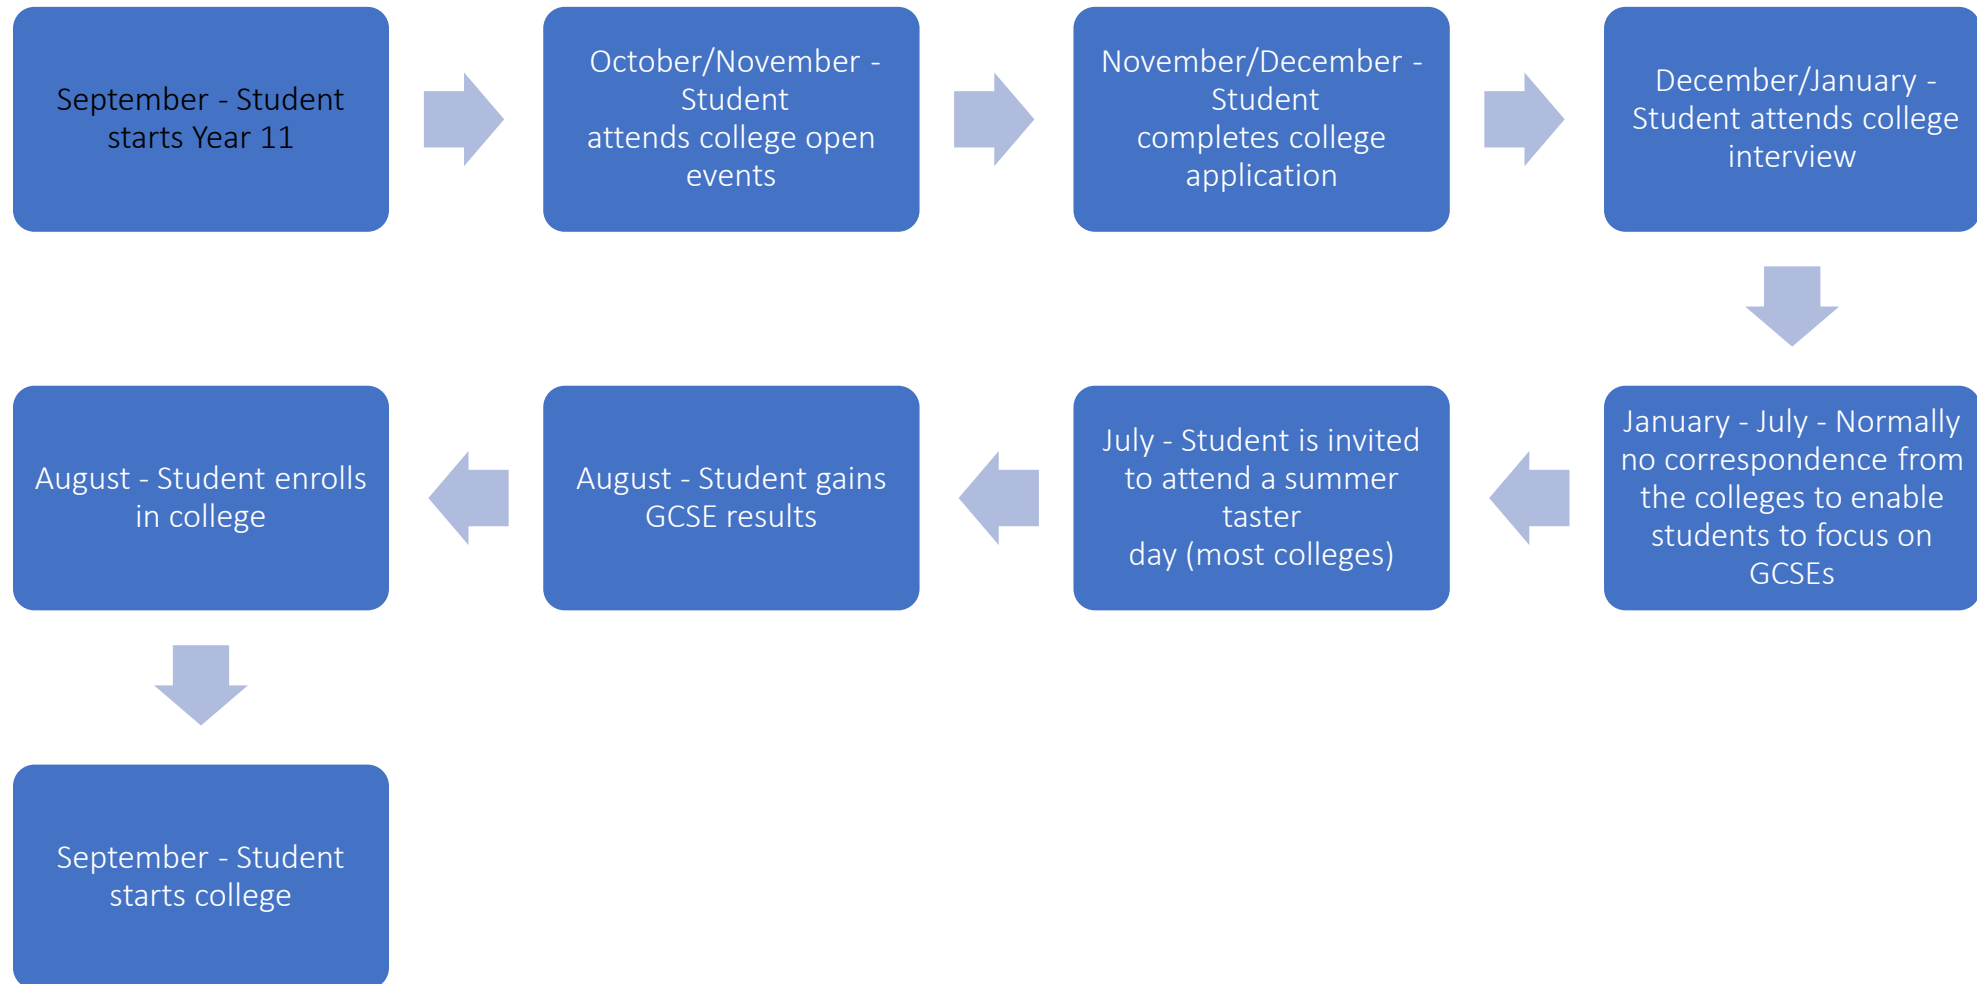 September - Student
starts Year 11
October/November -
Student
attends college open
events
November/December -
Student
completes college
application
December/January -
Student attends college
interview
January - July - Normally
no correspondence from
the colleges to enable
students to focus on
GCSEs
July - Student is invited
to attend a summer
taster
day (most colleges)
August - Student gains
GCSE results
August - Student enrolls
in college
September - Student
starts college